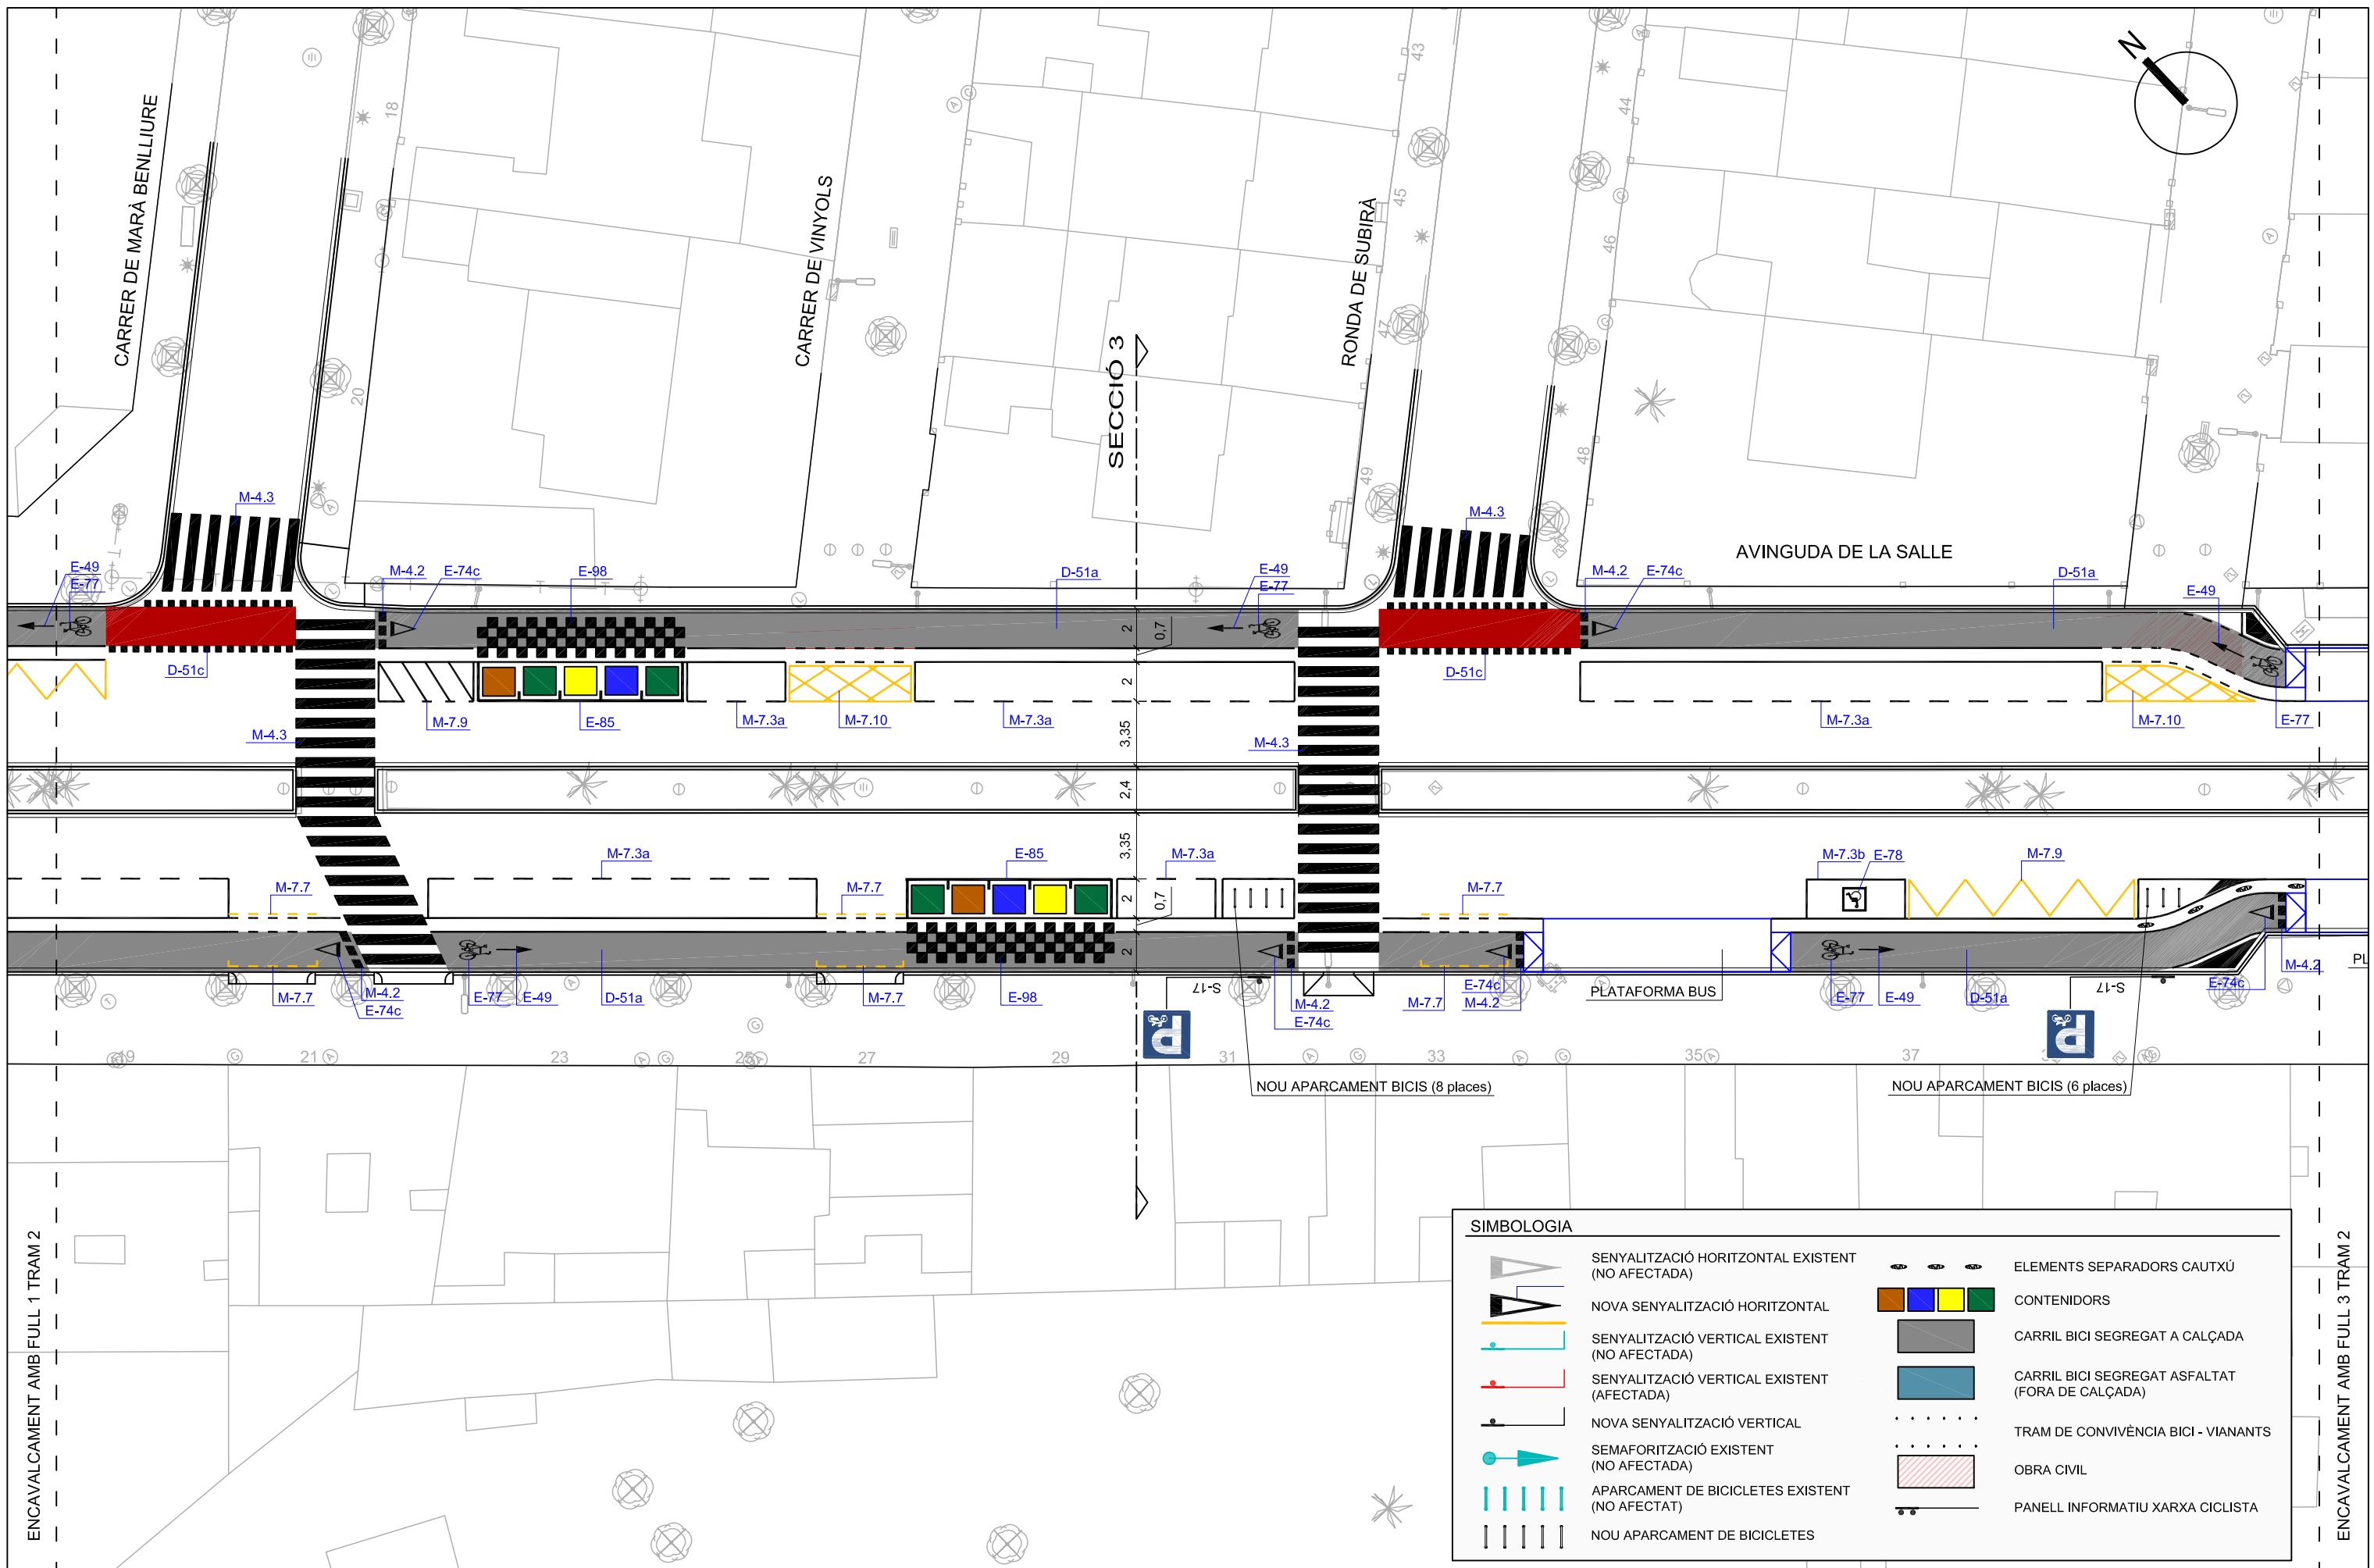 CARRER DE MARÀ BENLLIURE
18
20
CARRER DE VINYOLS
SECCIÓ 3
RONDA DE SUBIRÀ
43
45
47
49
44
46
48
N
AVINGUDA DE LA SALLE
M-4.3
M-4.3
E-49
E-77
M-4.2
E-74c
E-98
D-51a
E-49
E-77
M-4.2
E-74c
D-51a
E-49
D-51c
D-51c
M-7.9
E-85
M-7.3a
M-7.10
M-7.3a
M-7.3a
M-7.10
E-77
M-4.3
M-4.3
2
0,7
2
3,35
2,4
3,35
2
0,7
2
M-7.3a
E-85
M-7.3a
M-7.3b
E-78
M-7.9
M-7.7
M-7.7
M-7.7
M-7.7
M-4.2
E-74c
E-77
E-49
D-51a
M-7.7
E-98
S-17
M-4.2
E-74c
M-7.7
E-74c
M-4.2
PLATAFORMA BUS
E-77
E-49
D-51a
S-17
E-74c
M-4.2
PL
P
P
19
21
23
25
27
29
31
33
35
37
NOU APARCAMENT BICIS (8 places)
NOU APARCAMENT BICIS (6 places)
ENCAVALCAMENT AMB FULL 1 TRAM 2
ENCAVALCAMENT AMB FULL 3 TRAM 2
SIMBOLOGIA
SENYALITZACIÓ HORITZONTAL EXISTENT
(NO AFECTADA)
NOVA SENYALITZACIÓ HORITZONTAL
SENYALITZACIÓ VERTICAL EXISTENT
(NO AFECTADA)
SENYALITZACIÓ VERTICAL EXISTENT
(AFECTADA)
NOVA SENYALITZACIÓ VERTICAL
SEMAFORITZACIÓ EXISTENT
(NO AFECTADA)
APARCAMENT DE BICICLETES EXISTENT
(NO AFECTAT)
NOU APARCAMENT DE BICICLETES
ELEMENTS SEPARADORS CAUTXÚ
CONTENIDORS
CARRIL BICI SEGREGAT A CALÇADA
CARRIL BICI SEGREGAT ASFALTAT
(FORA DE CALÇADA)
TRAM DE CONVIVÈNCIA BICI - VIANANTS
OBRA CIVIL
PANELL INFORMATIU XARXA CICLISTA